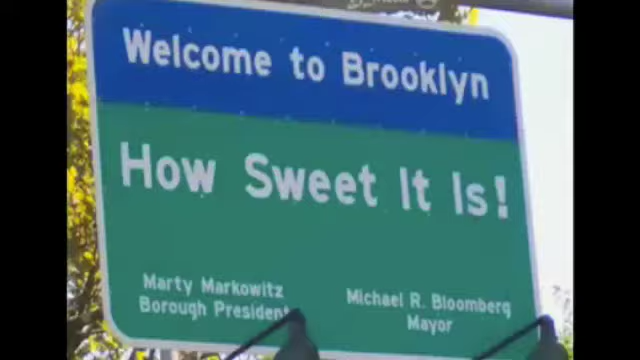 Welcome to Brooklyn
How Sweet It Is!
Marty Markowitz
Borough President
Michael R. Bloomberg
Mayor